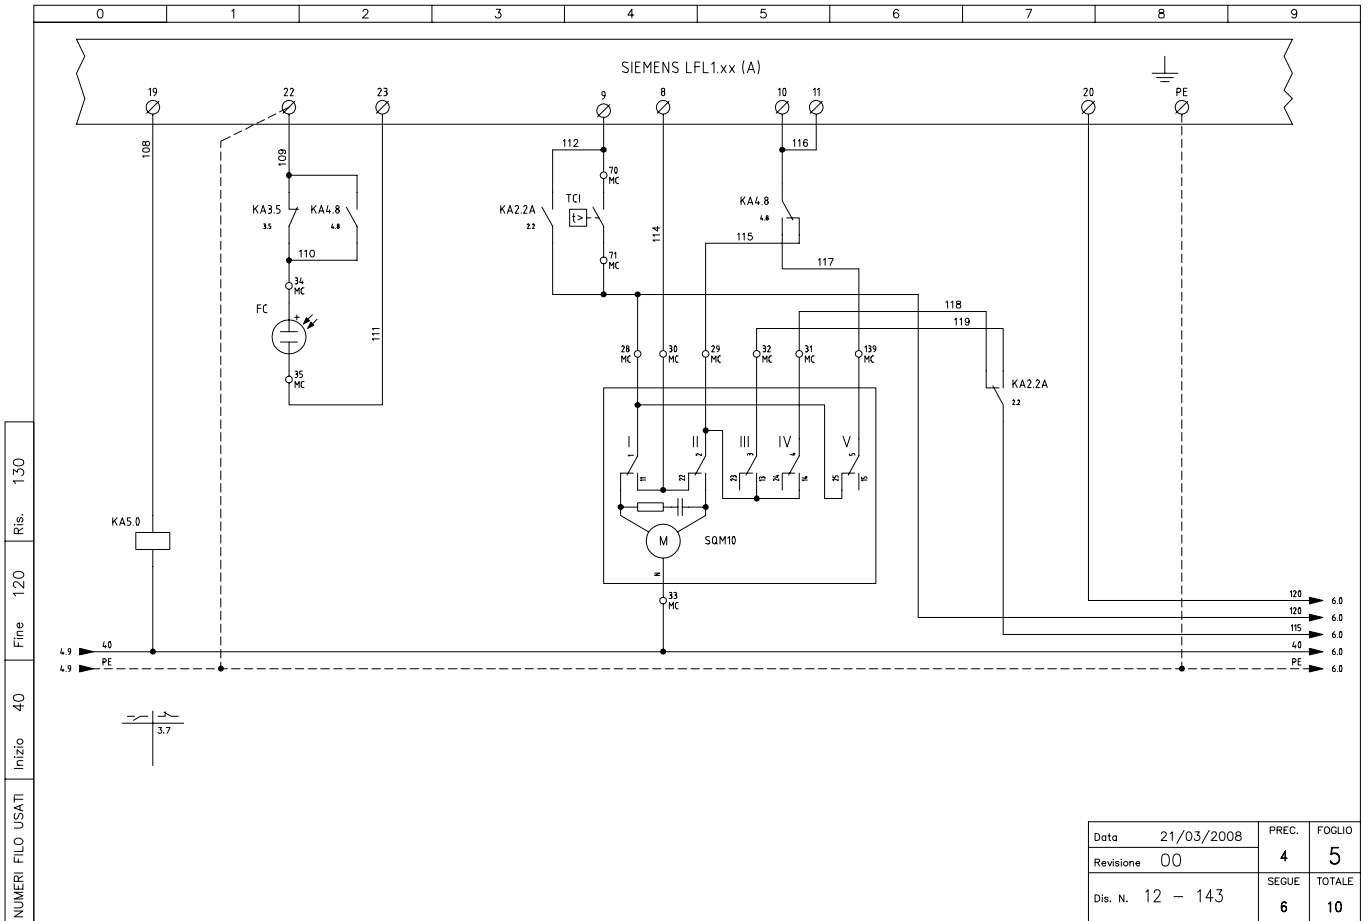 0 1 2 3 4 5 6 7 8 9
SIEMENS LFL1.xx (A)
19 22 23 9 8 10 11 20 PE
108
109
112
116
70
MC
KA3.5
3.5
KA4.8
4.8
KA2.2A
2.2
TCI
t>
KA4.8
4.8
114
115
110
71
MC
117
34
MC
FC
+
111
118
119
28
MC
30
MC
29
MC
32
MC
31
MC
139
MC
35
MC
KA2.2A
2.2
I II III IV V
1 2 3 4 5
11 22 23 13 24 14 25 15
KA5.0
M
SQM10
N
33
MC
120 6.0
120 6.0
115 6.0
4.9 40 40 6.0
4.9 PE PE 6.0
3.7
NUMERI FILO USATI
Inizio 40
Fine 120
Ris. 130
Data 21/03/2008
Revisione 00
Dis. N. 12 - 143
PREC.
4
FOGLIO
5
SEGUE
6
TOTALE
10